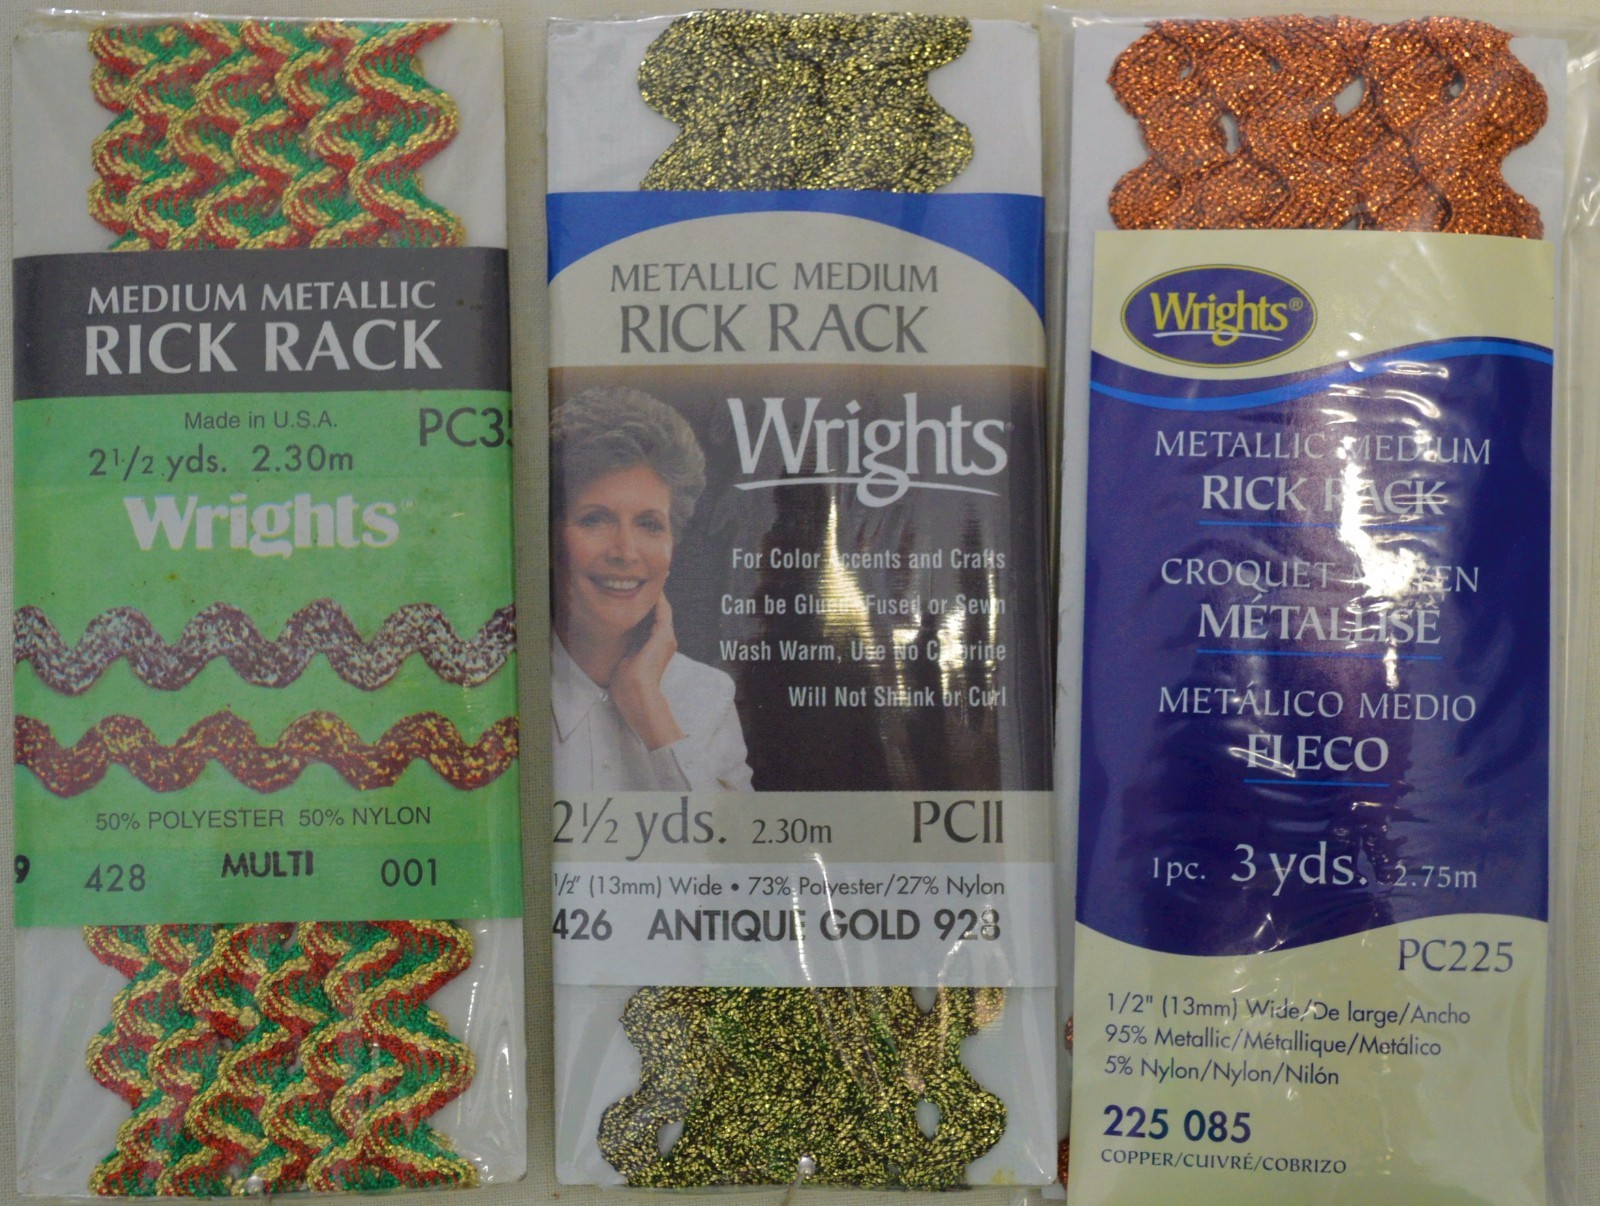 MEDIUM METALLIC
RICK RACK
Made in U.S.A.
PC35
2 1/2 yds. 2.30m
Wrights™
50% POLYESTER 50% NYLON
9 428 MULTI 001
METALLIC MEDIUM
RICK RACK
Wrights
For Color Accents and Crafts
Can be Glued, Fused or Sewn
Wash Warm, Use No Chlorine
Will Not Shrink or Curl
2 1/2 yds. 2.30m PC11
1/2" (13mm) Wide • 73% Polyester/27% Nylon
426 ANTIQUE GOLD 928
Wrights®
METALLIC MEDIUM
RICK RACK
CROQUET MOYEN
MÉTALLISÉ
METÁLICO MEDIO
FLECO
1pc. 3 yds. 2.75m
PC225
1/2" (13mm) Wide/De large/Ancho
95% Metallic/Métallique/Metálico
5% Nylon/Nylon/Nilón
225 085
COPPER/CUIVRÉ/COBRIZO